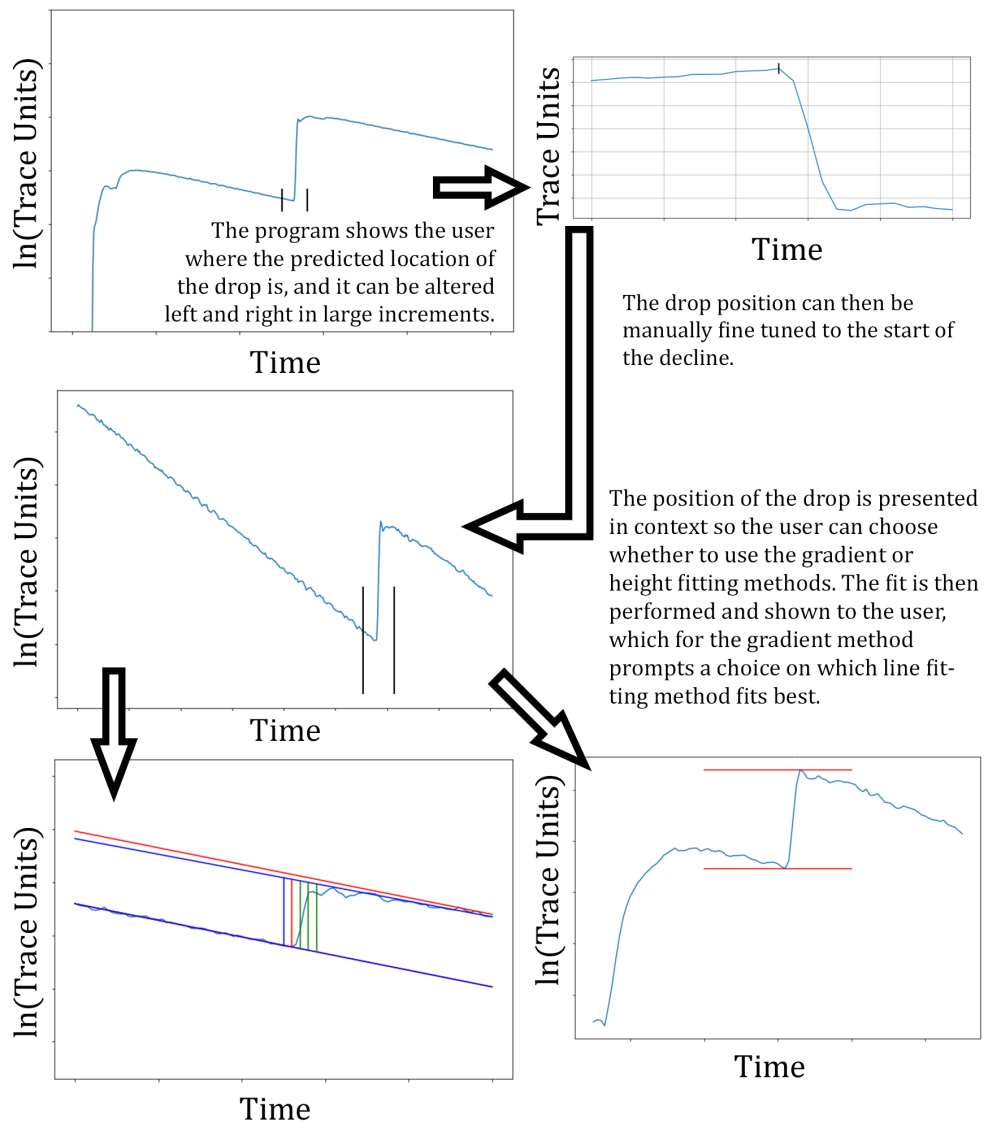 ln(Trace Units)
The program shows the user
where the predicted location of
the drop is, and it can be altered
left and right in large increments.
Time
Trace Units
Time
The drop position can then be
manually fine tuned to the start of
the decline.
ln(Trace Units)
Time
The position of the drop is presented
in context so the user can choose
whether to use the gradient or
height fitting methods. The fit is then
performed and shown to the user,
which for the gradient method
prompts a choice on which line fit-
ting method fits best.
ln(Trace Units)
Time
ln(Trace Units)
Time